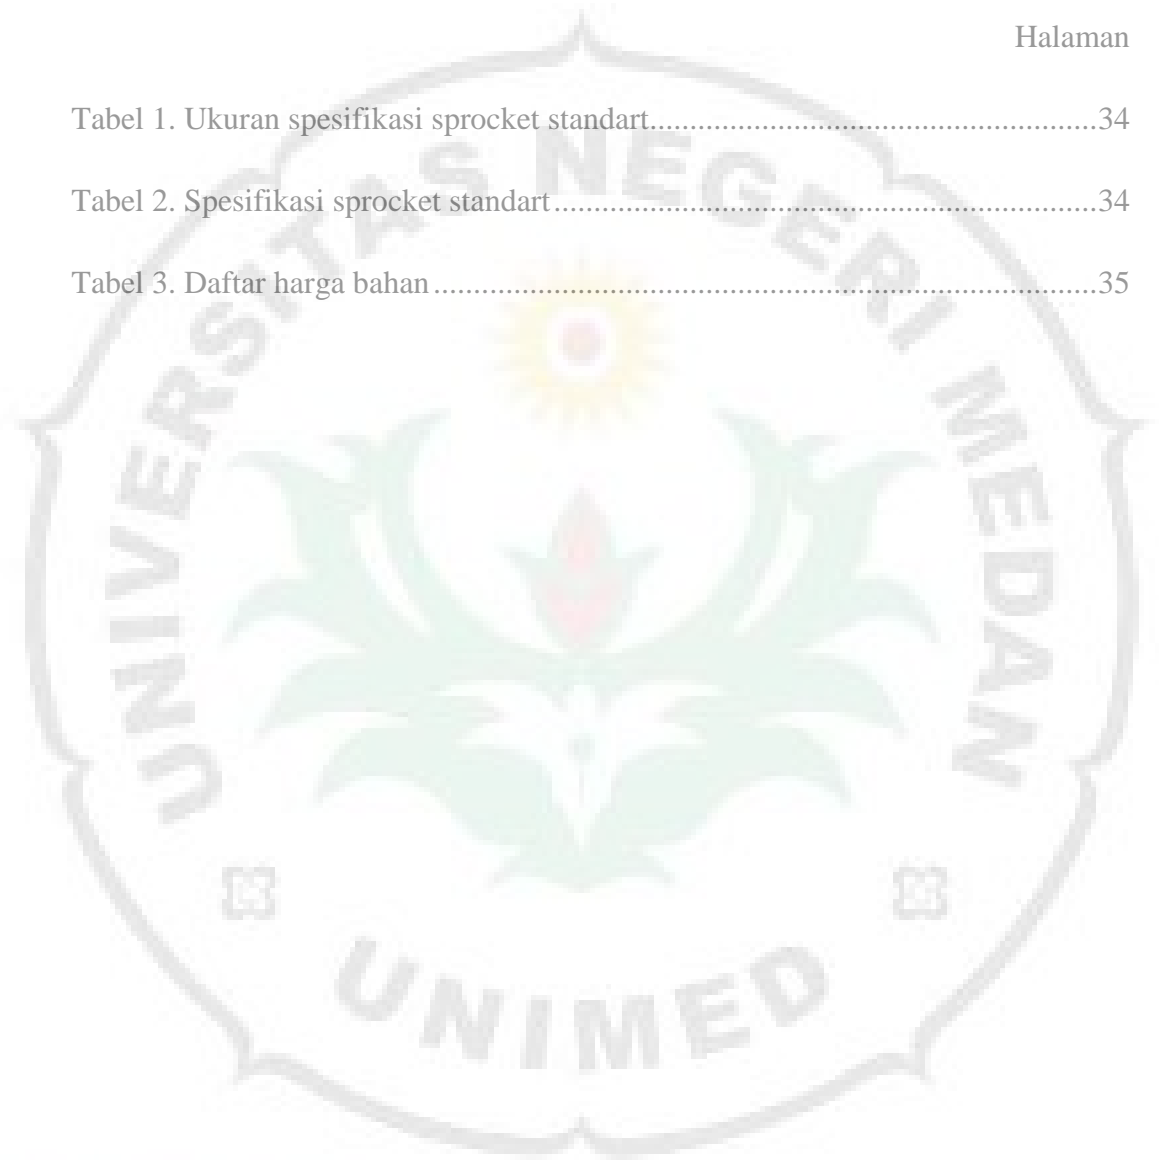 Halaman
Tabel 1. Ukuran spesifikasi sprocket standart........................................................34
Tabel 2. Spesifikasi sprocket standart....................................................................34
Tabel 3. Daftar harga bahan...................................................................................35
UNIVERSITAS NEGERI MEDAN
UNIMED